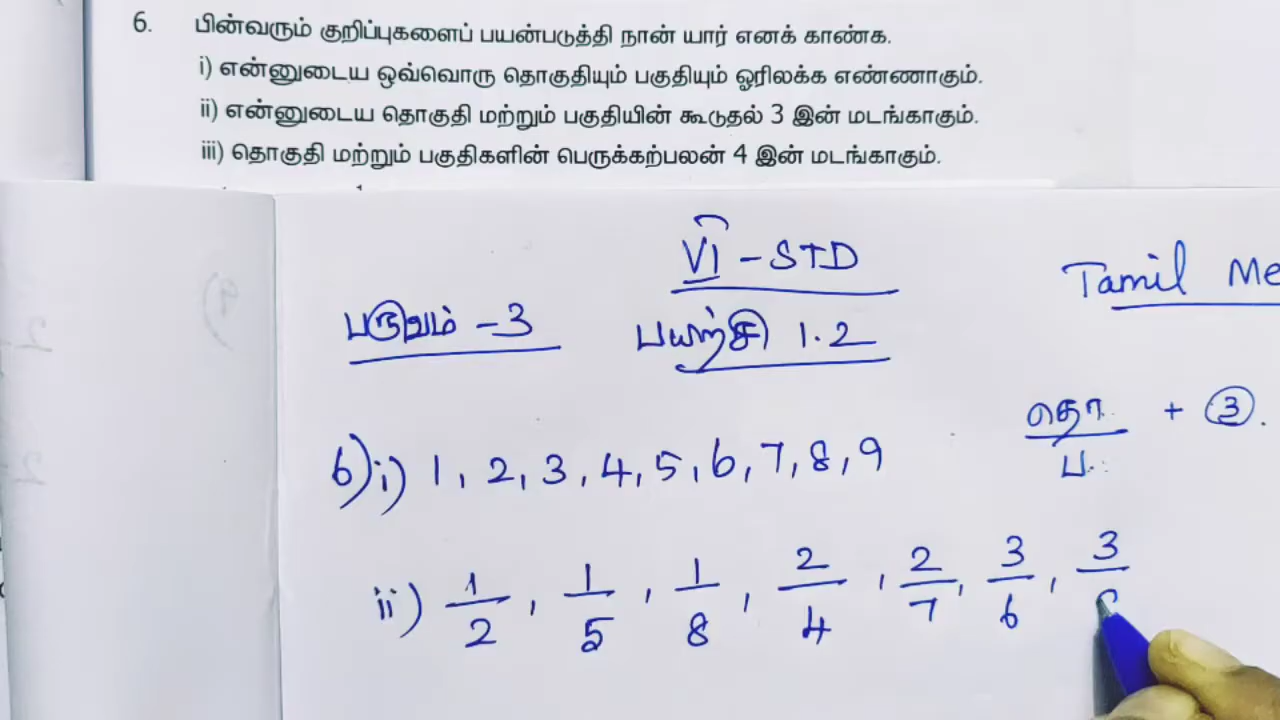 6. பின்வரும் குறிப்புகளைப் பயன்படுத்தி நான் யார் எனக் காண்க.
i) என்னுடைய ஒவ்வொரு தொகுதியும் பகுதியும் ஓரிலக்க எண்ணாகும்.
ii) என்னுடைய தொகுதி மற்றும் பகுதியின் கூடுதல் 3 இன் மடங்காகும்.
iii) தொகுதி மற்றும் பகுதிகளின் பெருக்கற்பலன் 4 இன் மடங்காகும்.
VI - STD
Tamil Me
பருவம் - 3 பயிற்சி 1.2
தொ. / ப. + 3.
6) i) 1, 2, 3, 4, 5, 6, 7, 8, 9
ii) 1/2, 1/5, 1/8, 2/4, 2/7, 3/6, 3/